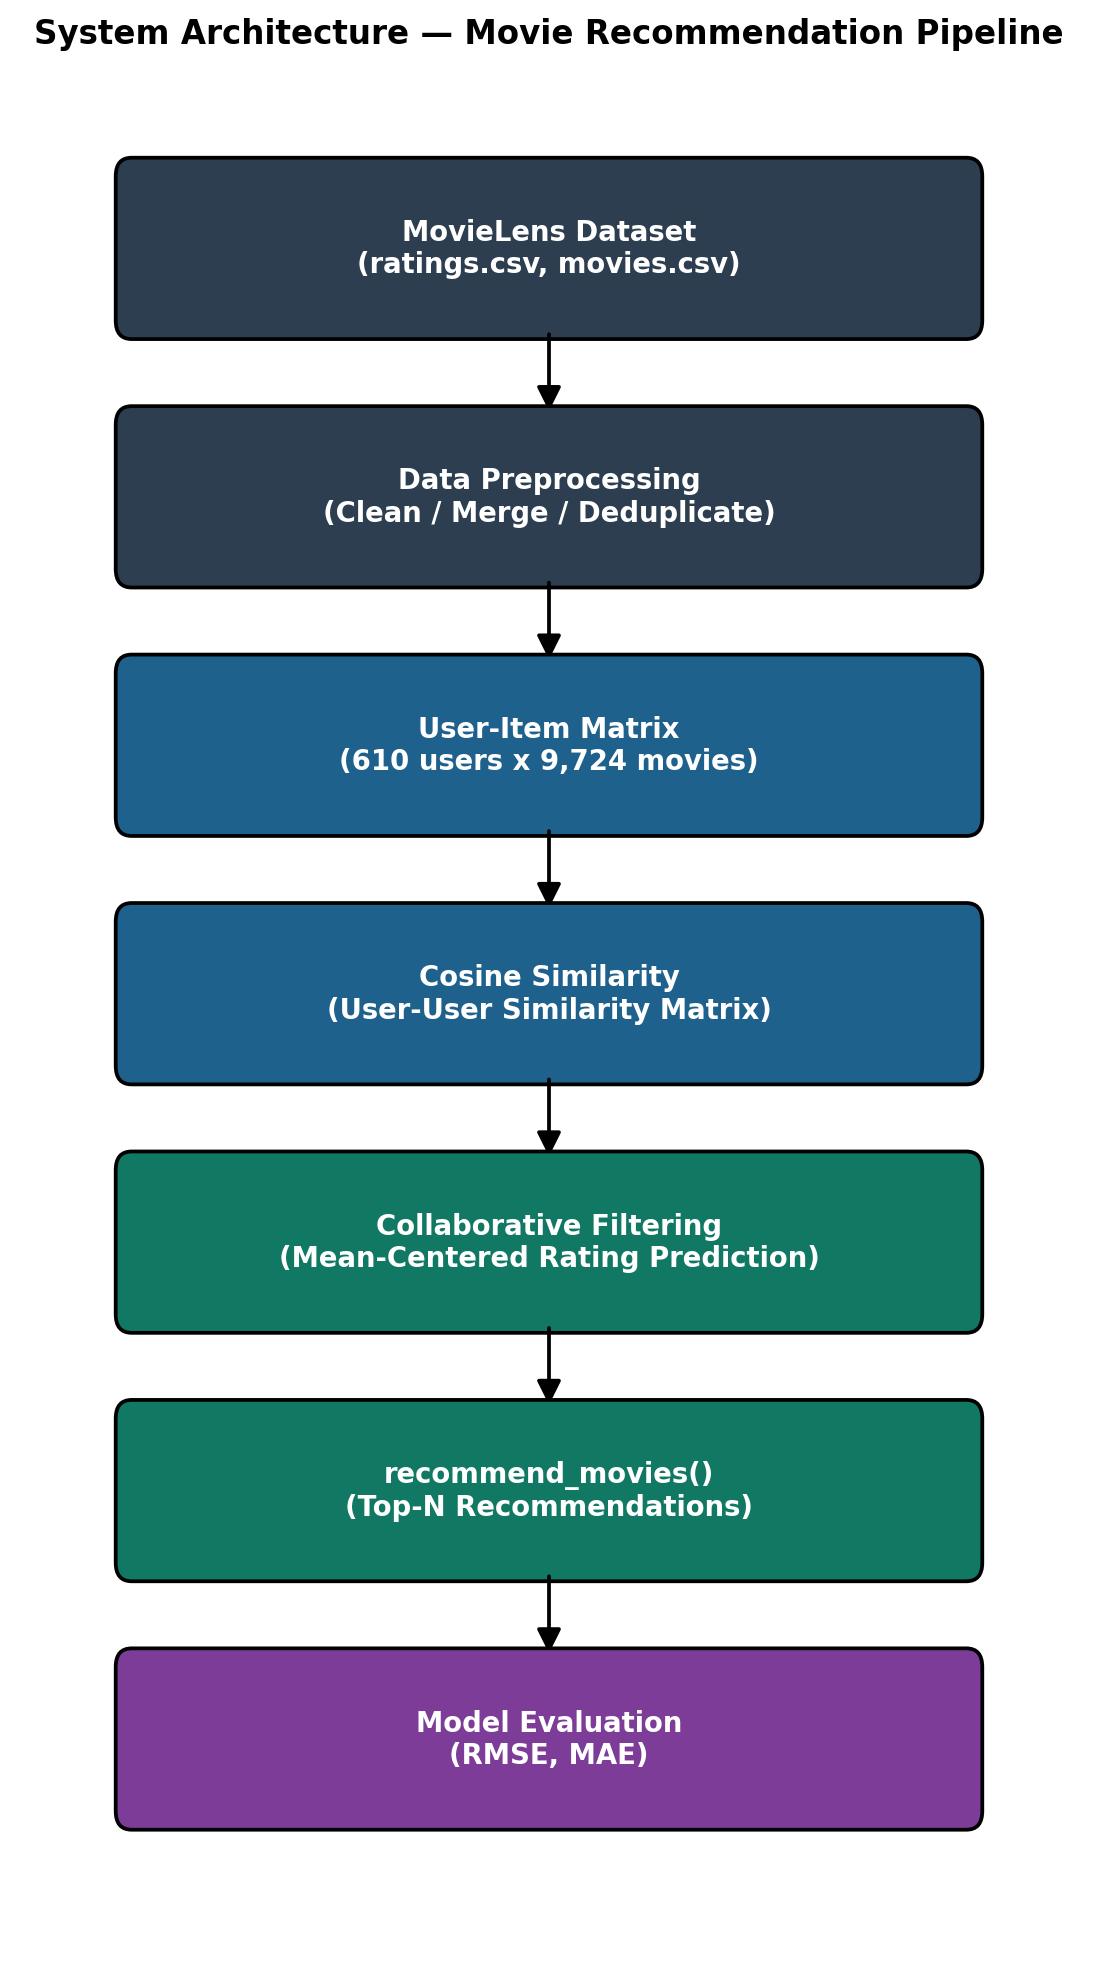 System Architecture — Movie Recommendation Pipeline
MovieLens Dataset
(ratings.csv, movies.csv)
Data Preprocessing
(Clean / Merge / Deduplicate)
User-Item Matrix
(610 users x 9,724 movies)
Cosine Similarity
(User-User Similarity Matrix)
Collaborative Filtering
(Mean-Centered Rating Prediction)
recommend_movies()
(Top-N Recommendations)
Model Evaluation
(RMSE, MAE)